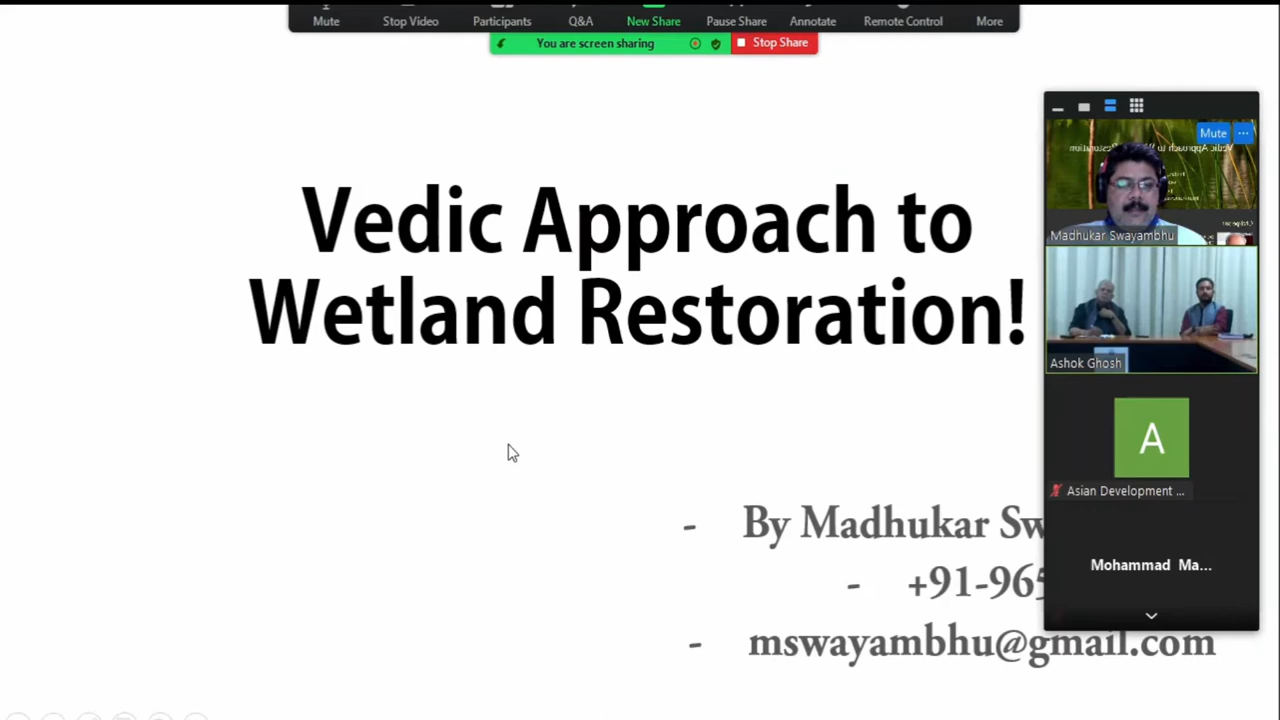 Mute
Stop Video
Participants
Q&A
New Share
Pause Share
Annotate
Remote Control
More
You are screen sharing
Stop Share
Vedic Approach to
Wetland Restoration!
- By Madhukar Sw
- +91-965
- mswayambhu@gmail.com
Mute
Madhukar Swayambhu
Ashok Ghosh
A
Asian Development ...
Mohammad Ma...